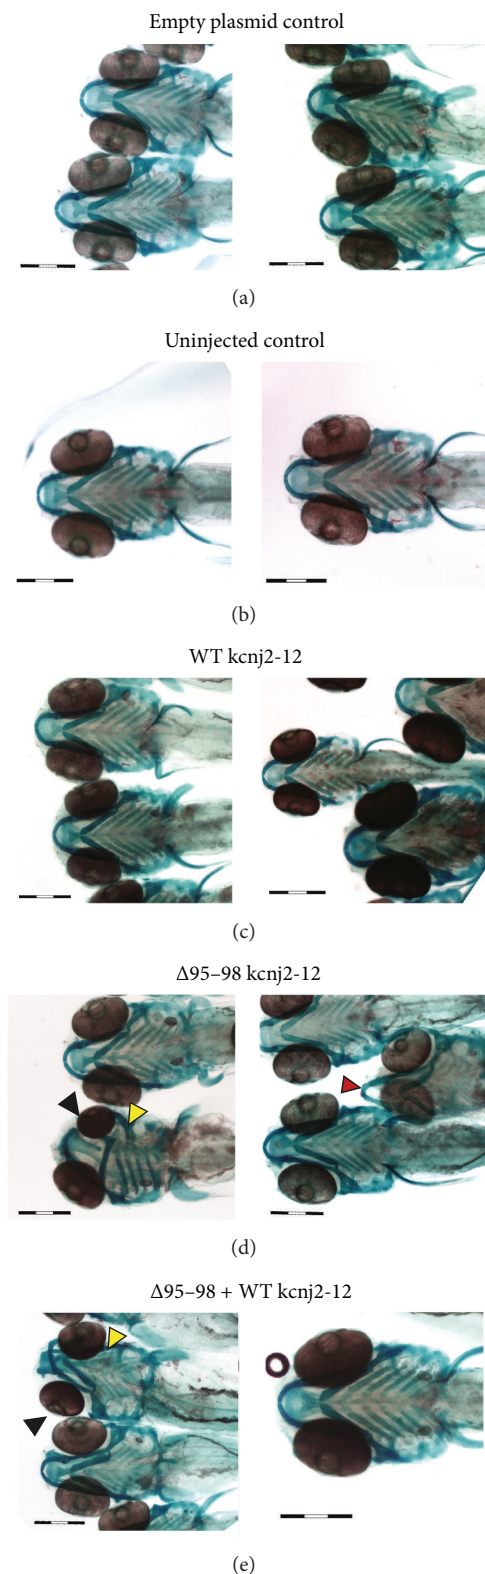 Empty plasmid control
(a)
Uninjected control
(b)
WT kcnj2-12
(c)
Δ95–98 kcnj2-12
(d)
Δ95–98 + WT kcnj2-12
(e)